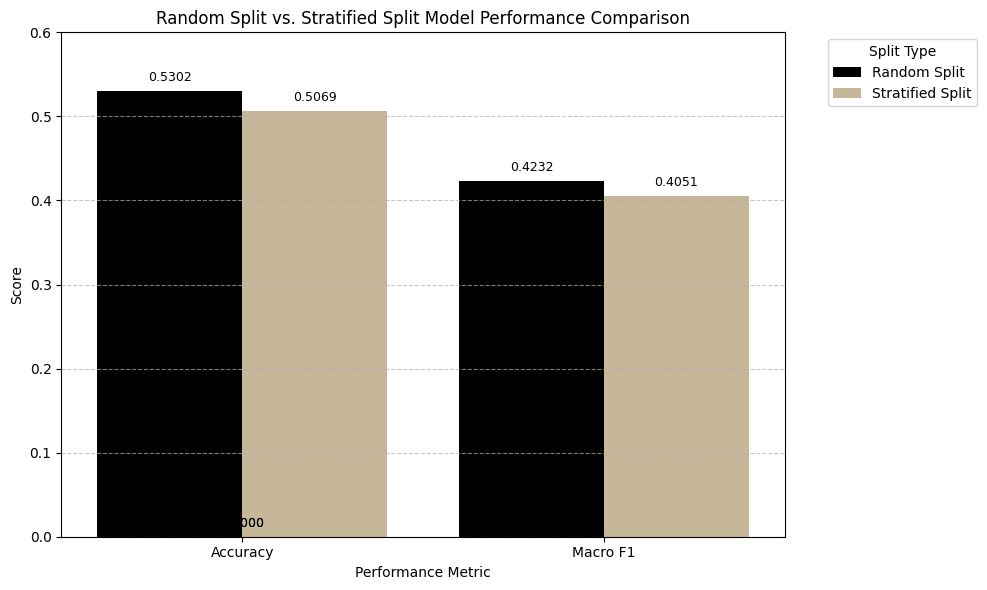 Random Split vs. Stratified Split Model Performance Comparison
Split Type
Random Split
Stratified Split
0.6
0.5
0.4
0.3
0.2
0.1
0.0
Score
0.5302
0.5069
0.4232
0.4051
000
Accuracy
Macro F1
Performance Metric